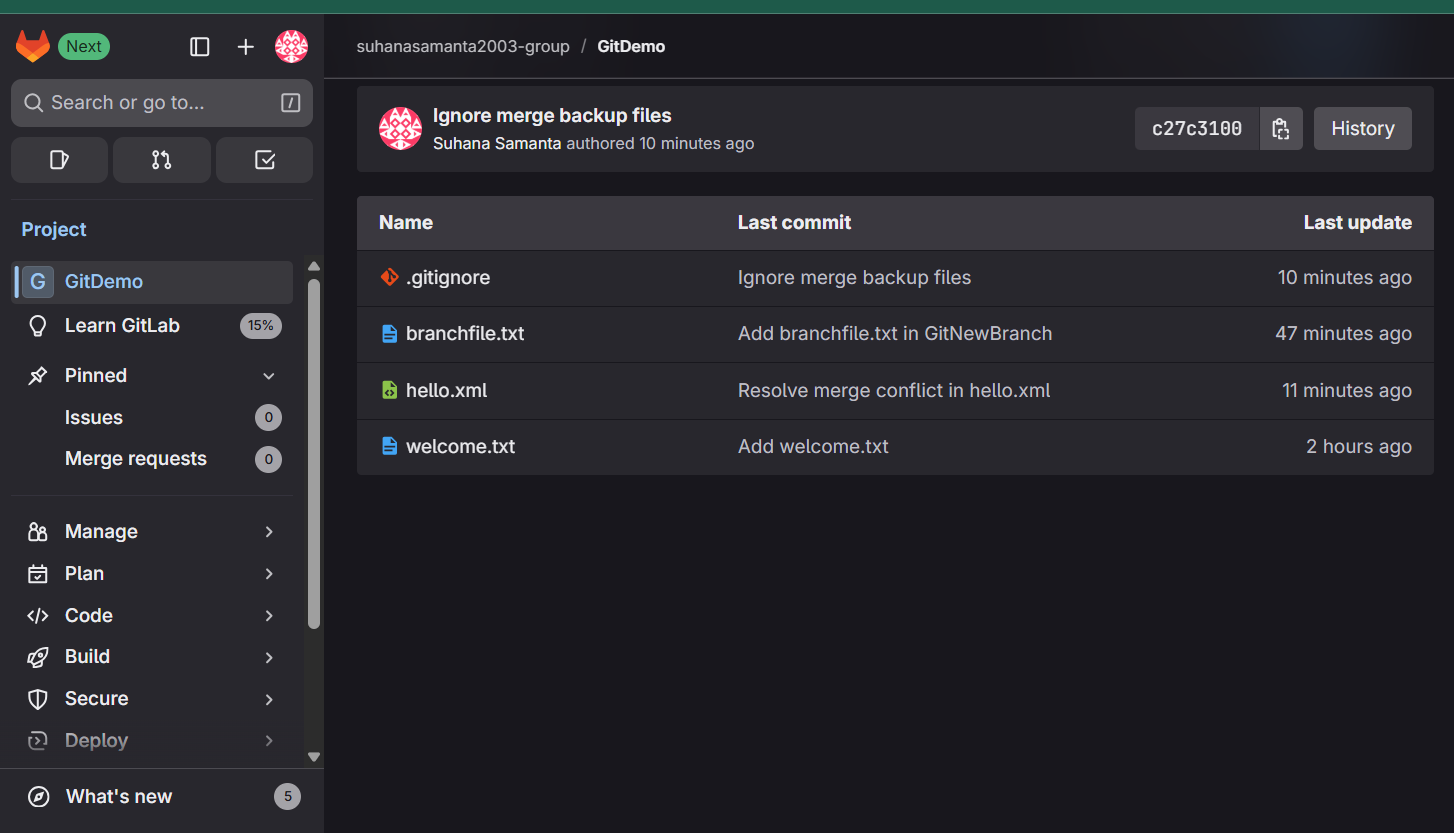 Next
Search or go to...
/
Project
G GitDemo
Learn GitLab 15%
Pinned
Issues 0
Merge requests 0
Manage
Plan
Code
Build
Secure
Deploy
What's new 5
suhanasamanta2003-group / GitDemo
Ignore merge backup files
Suhana Samanta authored 10 minutes ago
c27c3100 History
Name Last commit Last update
.gitignore Ignore merge backup files 10 minutes ago
branchfile.txt Add branchfile.txt in GitNewBranch 47 minutes ago
hello.xml Resolve merge conflict in hello.xml 11 minutes ago
welcome.txt Add welcome.txt 2 hours ago